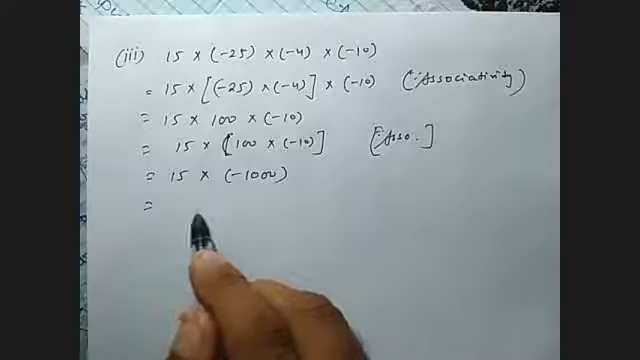 (iii) 15 × (-25) × (-4) × (-10)
= 15 × [(-25) × (-4)] × (-10) (∵ Associativity)
= 15 × 100 × (-10)
= 15 × [100 × (-10)] [∵ Asso.]
= 15 × (-1000)
=